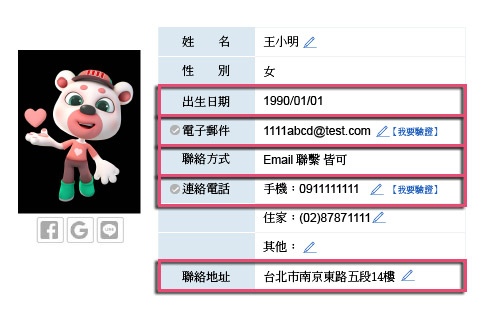 姓 名 王小明
性 別 女
出生日期 1990/01/01
電子郵件 1111abcd@test.com 【我要驗證】
聯絡方式 Email 聯繫 皆可
連絡電話 手機：0911111111 【我要驗證】
住家：(02)87871111
其他：
聯絡地址 台北市南京東路五段14樓
G
LINE